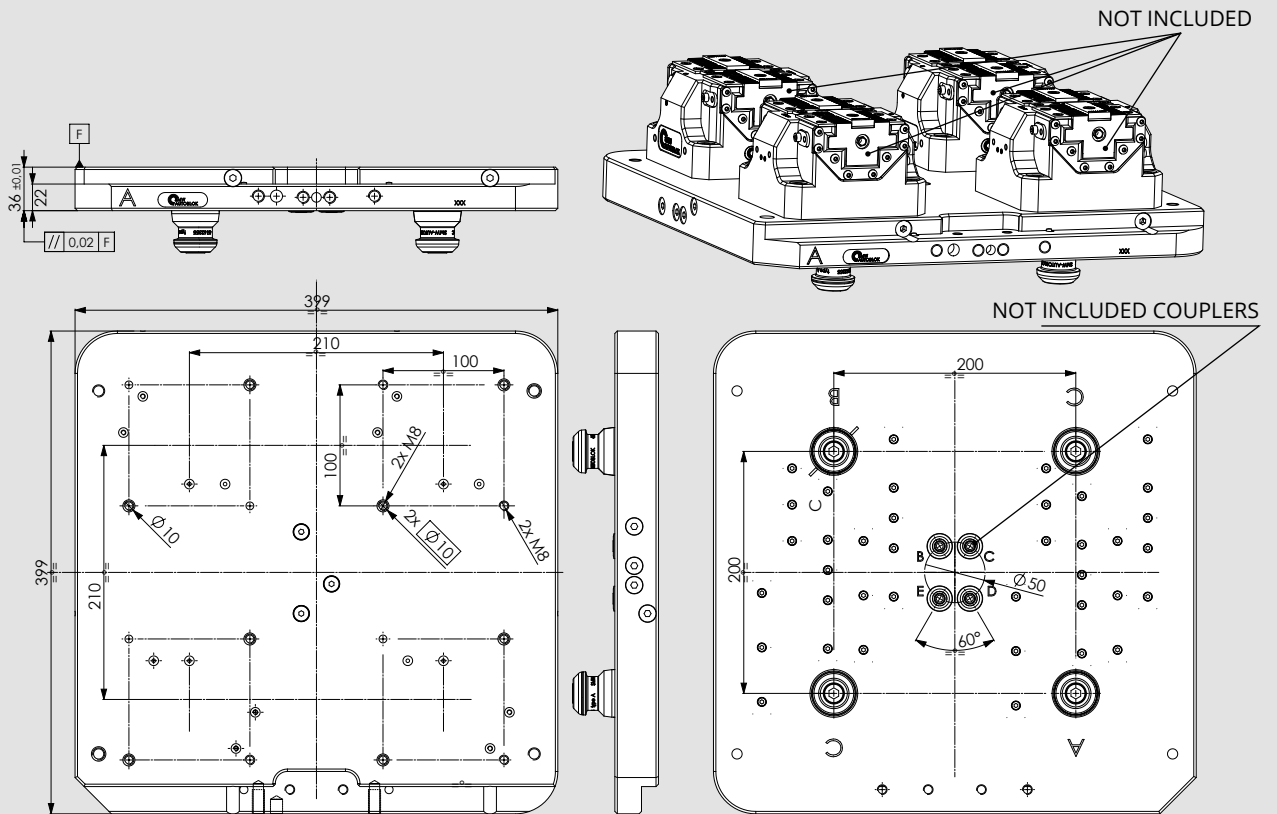 NOT INCLUDED
F
36 ±0,01
22
A
XXX
// 0,02 F
A
XXX
399
210
100
100
2x M8
Ø10
2x Ø10
2x M8
399
210
NOT INCLUDED COUPLERS
200
B
C
C
200
B
C
E
D
Ø50
60°
C
A